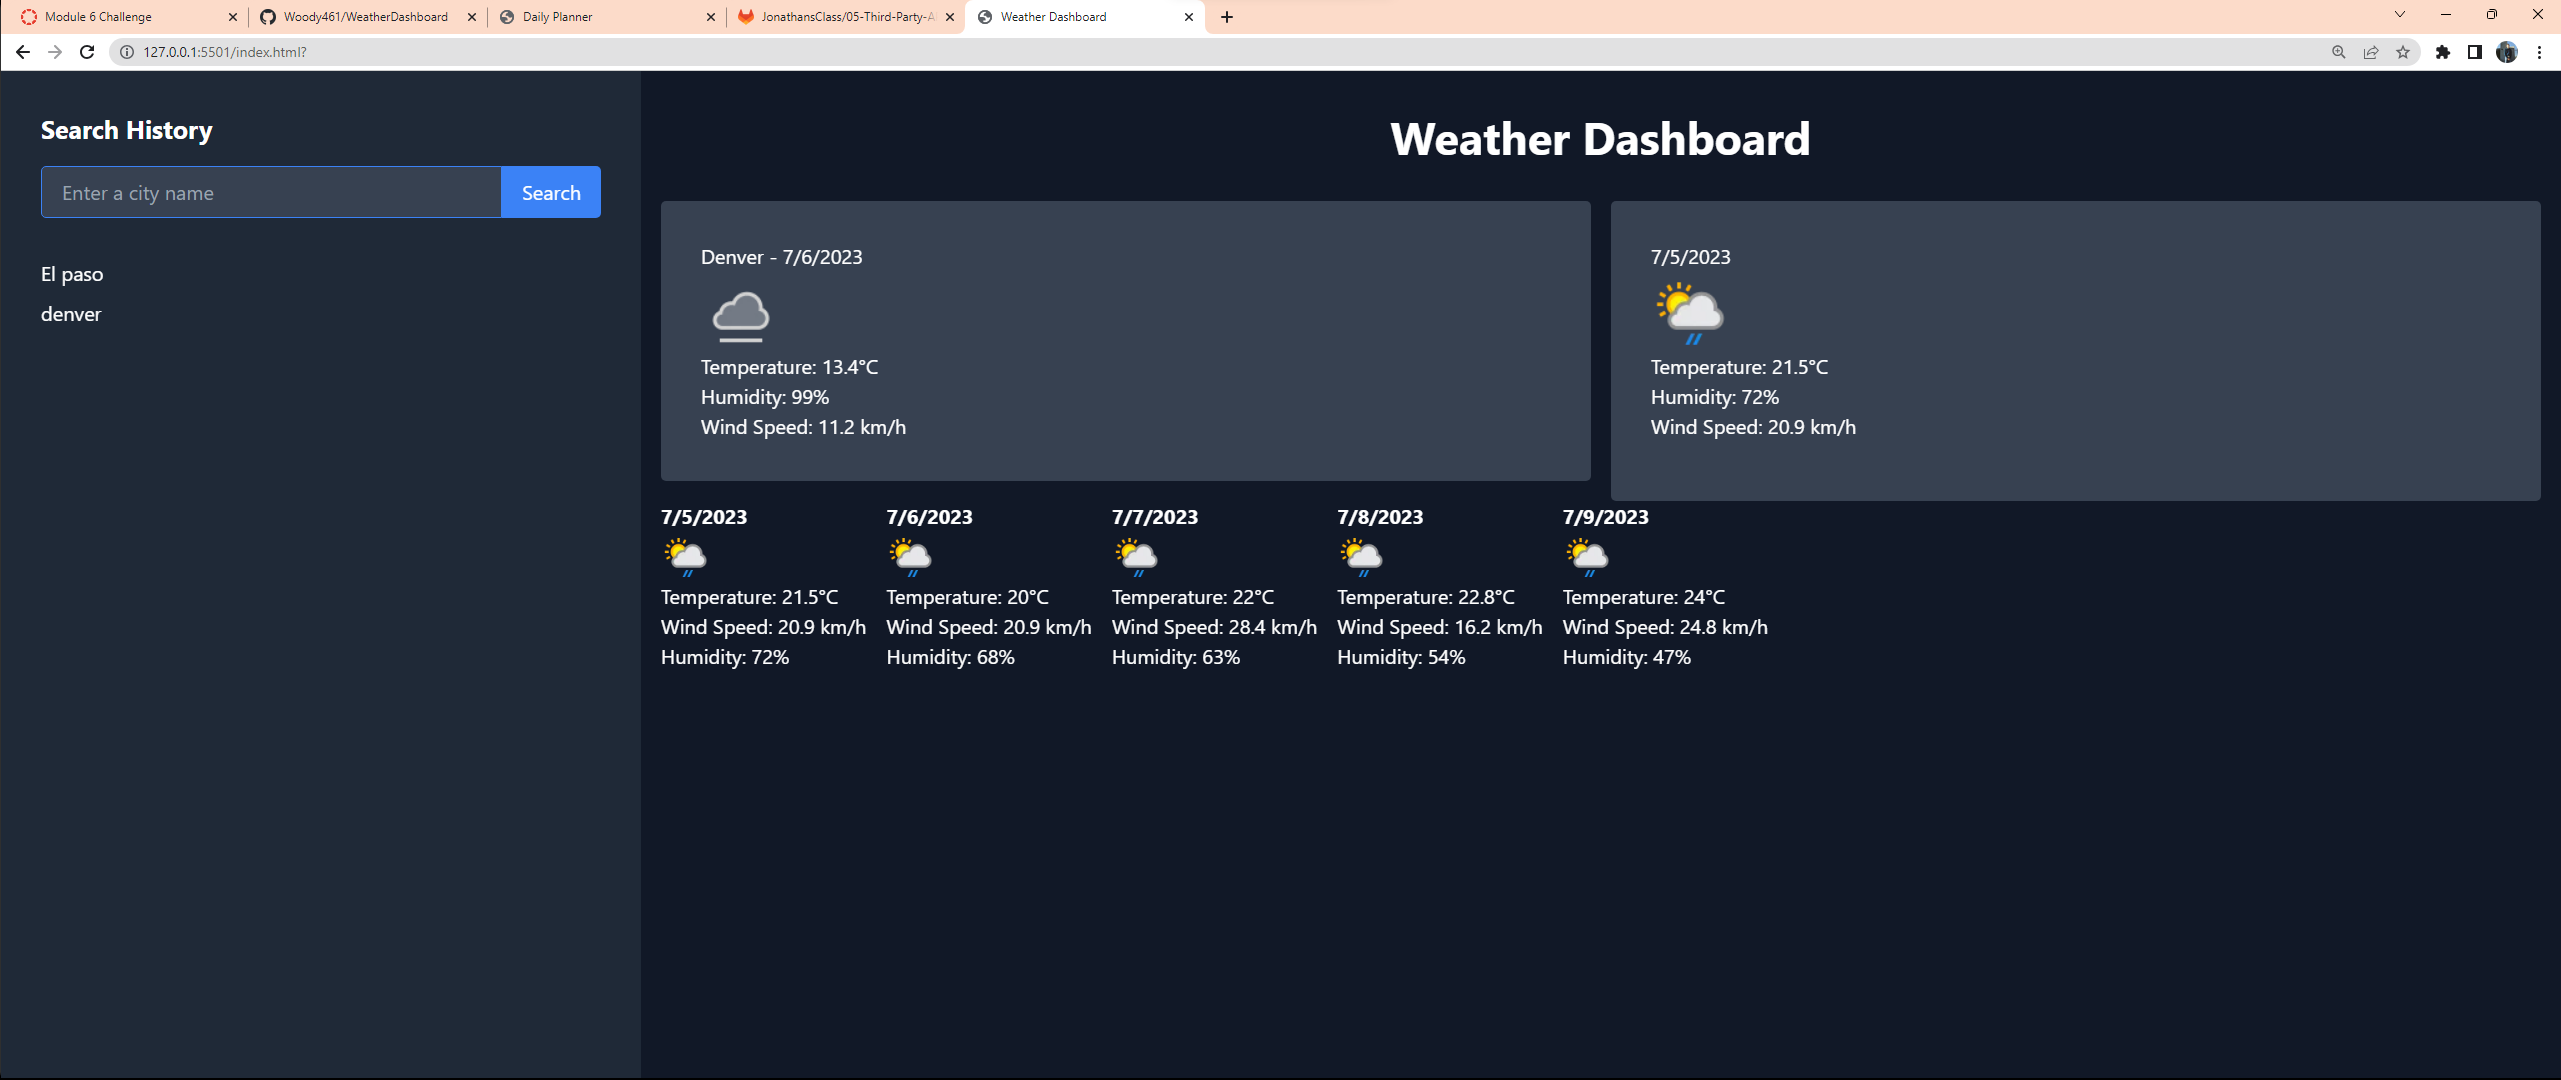 Module 6 Challenge
Woody461/WeatherDashboard
Daily Planner
JonathansClass/05-Third-Party-A
Weather Dashboard
127.0.0.1:5501/index.html?
Search History
Enter a city name
Search
El paso
denver
Weather Dashboard
Denver - 7/6/2023
Temperature: 13.4°C
Humidity: 99%
Wind Speed: 11.2 km/h
7/5/2023
Temperature: 21.5°C
Humidity: 72%
Wind Speed: 20.9 km/h
7/5/2023
Temperature: 21.5°C
Wind Speed: 20.9 km/h
Humidity: 72%
7/6/2023
Temperature: 20°C
Wind Speed: 20.9 km/h
Humidity: 68%
7/7/2023
Temperature: 22°C
Wind Speed: 28.4 km/h
Humidity: 63%
7/8/2023
Temperature: 22.8°C
Wind Speed: 16.2 km/h
Humidity: 54%
7/9/2023
Temperature: 24°C
Wind Speed: 24.8 km/h
Humidity: 47%